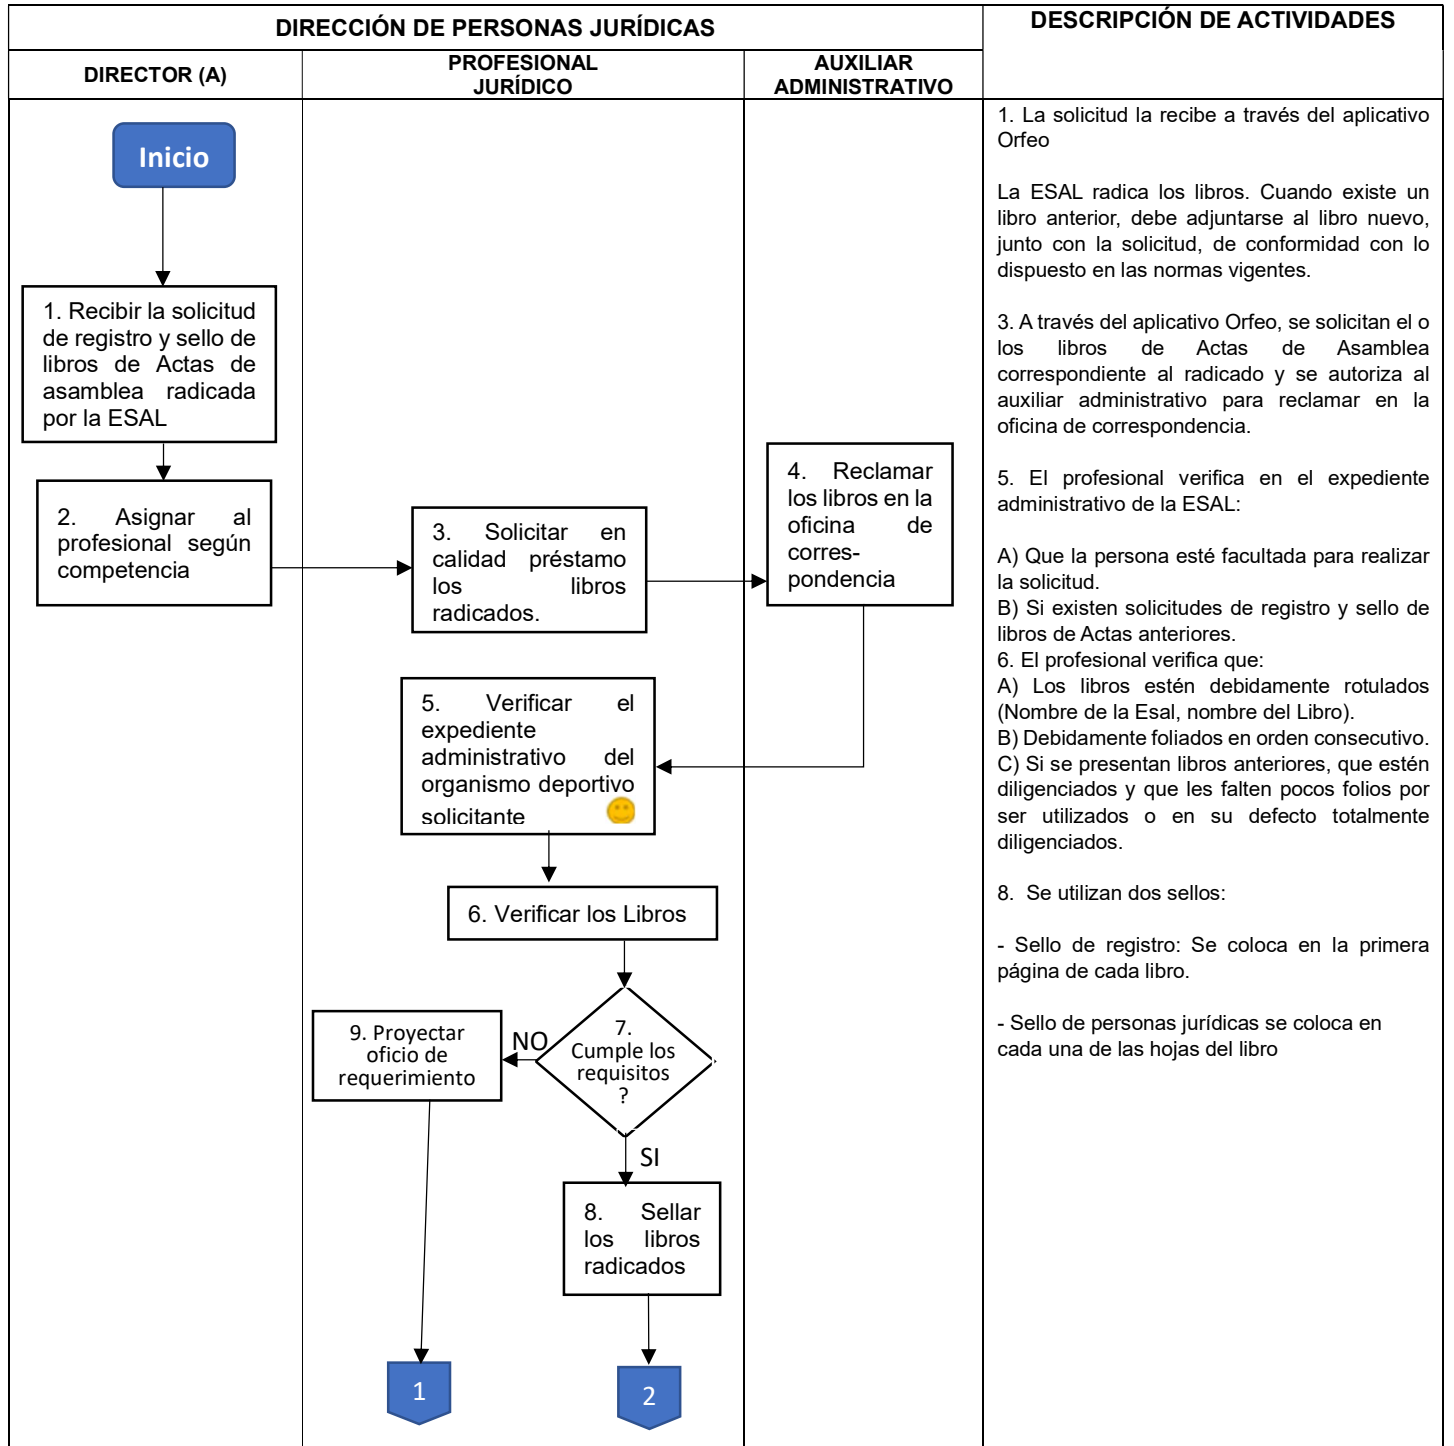 DIRECCIÓN DE PERSONAS JURÍDICAS
DESCRIPCIÓN DE ACTIVIDADES
DIRECTOR (A)
PROFESIONAL
JURÍDICO
AUXILIAR
ADMINISTRATIVO
Inicio
1. Recibir la solicitud
de registro y sello de
libros de Actas de
asamblea radicada
por la ESAL
2. Asignar al
profesional según
competencia
3. Solicitar en
calidad préstamo
los libros
radicados.
4. Reclamar
los libros en la
oficina de
corres-
pondencia
5. Verificar el
expediente
administrativo del
organismo deportivo
solicitante
6. Verificar los Libros
7.
Cumple los
requisitos
?
NO
9. Proyectar
oficio de
requerimiento
SI
8. Sellar
los libros
radicados
1
2
1. La solicitud la recibe a través del aplicativo
Orfeo
La ESAL radica los libros. Cuando existe un
libro anterior, debe adjuntarse al libro nuevo,
junto con la solicitud, de conformidad con lo
dispuesto en las normas vigentes.
3. A través del aplicativo Orfeo, se solicitan el o
los libros de Actas de Asamblea
correspondiente al radicado y se autoriza al
auxiliar administrativo para reclamar en la
oficina de correspondencia.
5. El profesional verifica en el expediente
administrativo de la ESAL:
A) Que la persona esté facultada para realizar
la solicitud.
B) Si existen solicitudes de registro y sello de
libros de Actas anteriores.
6. El profesional verifica que:
A) Los libros estén debidamente rotulados
(Nombre de la Esal, nombre del Libro).
B) Debidamente foliados en orden consecutivo.
C) Si se presentan libros anteriores, que estén
diligenciados y que les falten pocos folios por
ser utilizados o en su defecto totalmente
diligenciados.
8. Se utilizan dos sellos:
- Sello de registro: Se coloca en la primera
página de cada libro.
- Sello de personas jurídicas se coloca en
cada una de las hojas del libro